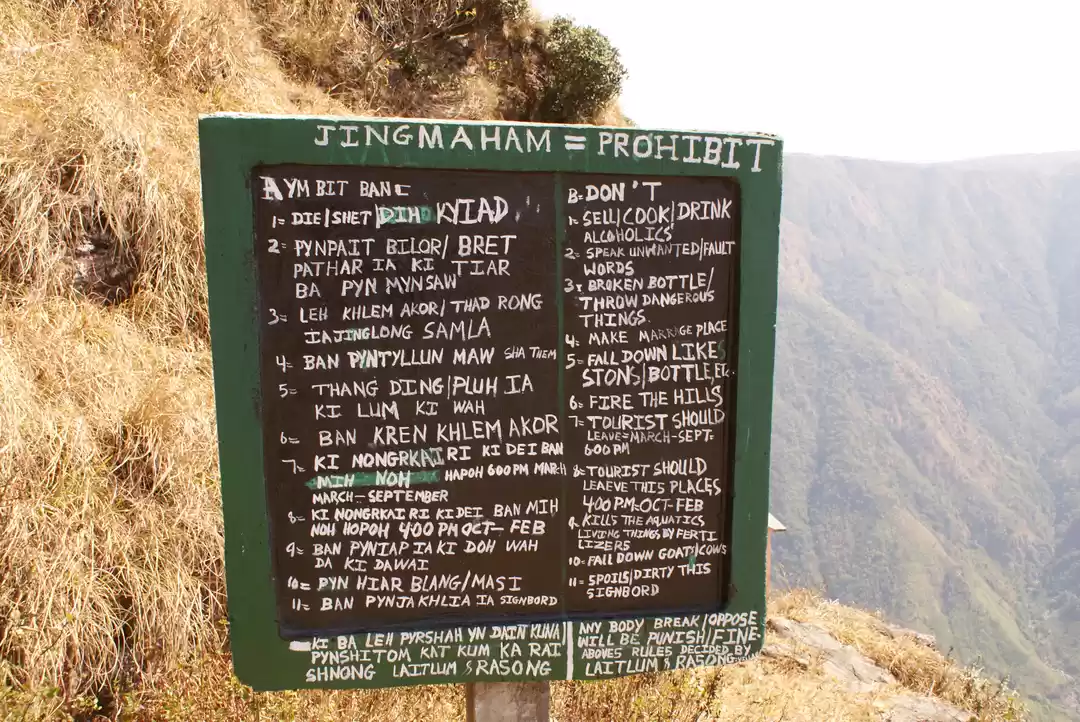 JINGMAHAM = PROHIBIT
AYM BIT BAN:
1= DIE/SHET/DIH KYIAD
2= PYNPAIT BILOR/ BRET
PATHAR IA KI TIAR
BA PYN MYNSAW
3= LEH KHLEM AKOR/THAD RONG
IAJINGLONG SAMLA
4= BAN PYNTYLLUN MAW SHA THEM
5= THANG DING/PLUH IA
KI LUM KI WAH
6= BAN KREN KHLEM AKOR
7= KI NONGRKAI RI KI DEI BAN
MIH NOH HAPOH 600 PM MARCH
MARCH-SEPTEMBER
8= KI NONGRKAI RI KI DEI BAN MIH
NOH HOPOH 400 PM OCT- FEB
9= BAN PYNIAP IA KI DOH WAH
DA KI DAWAI
10= PYN HIAR BLANG/MASI
11= BAN PYNJAKHLIA IA SIGNBORD
B=DON'T
1= SELL/COOK/DRINK
ALCOHOLICS
2= SPEAK UNWANTED/FAULT
WORDS
3= BROKEN BOTTLE/
THROW DANGEROUS
THINGS.
4= MAKE MARRAGE PLACE
5= FALL DOWN LIKES
STONS/BOTTLE,ETC.
6= FIRE THE HILLS
7=TOURIST SHOULD
LEAVE=MARCH-SEPT.
600 PM
8=TOURIST SHOULD
LEAEVE THIS PLACES
400 PM=OCT-FEB
9. KILLS THE AQUATICS
LIVING THINGS BY FERTI
LIZERS
10=FALL DOWN GOAT/COWS
11= SPOILS/DIRTY THIS
SIGNBORD
KI BA LEH PYRSHAH YN DAIN KUNA
PYNSHITOM KAT KUM KA RAI
SHNONG LAITLUM & RASONG
ANY BODY BREAK/OPPOSE
WILL BE PUNISH/FINE
ABOVES RULES DECIDED BY
LAITLUM & RASONG